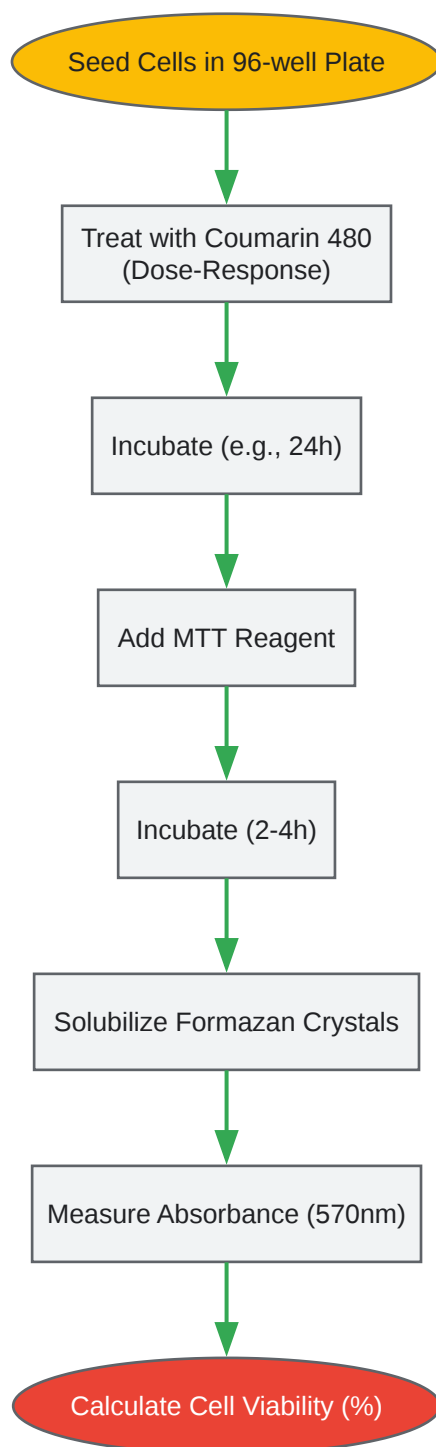 Seed Cells in 96-well Plate
Treat with Coumarin 480
(Dose-Response)
Incubate (e.g., 24h)
Add MTT Reagent
Incubate (2-4h)
Solubilize Formazan Crystals
Measure Absorbance (570nm)
Calculate Cell Viability (%)